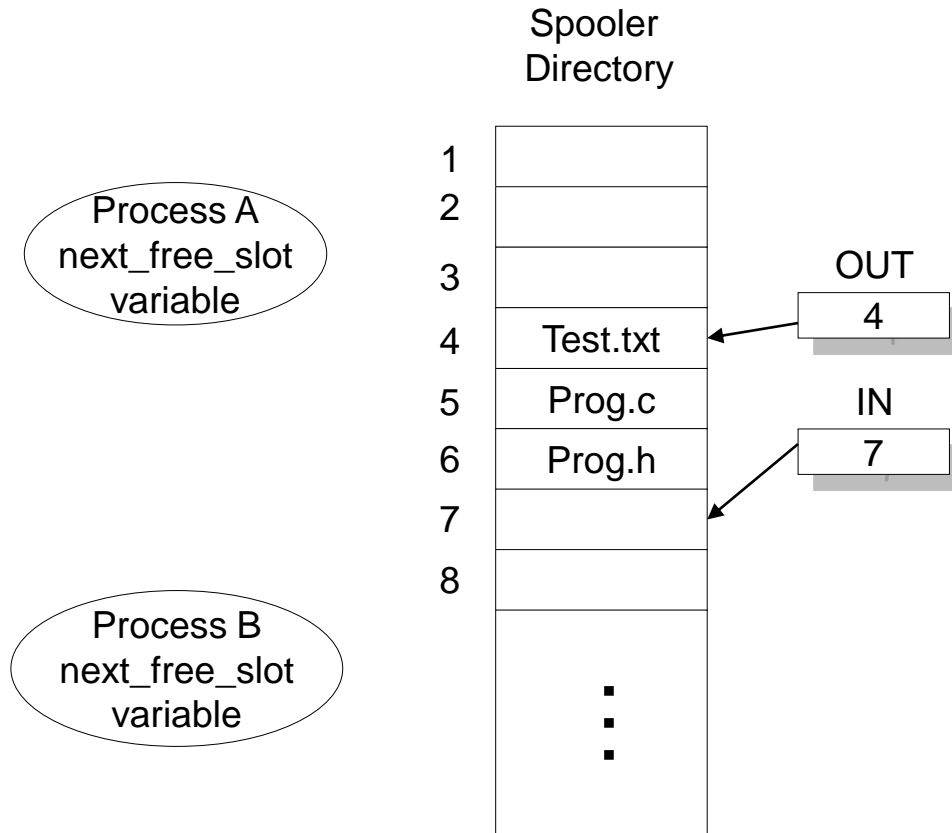 Spooler
Directory
1
2
3
4 Test.txt
5 Prog.c
6 Prog.h
7
8
Process A
next_free_slot
variable
Process B
next_free_slot
variable
OUT
4
IN
7